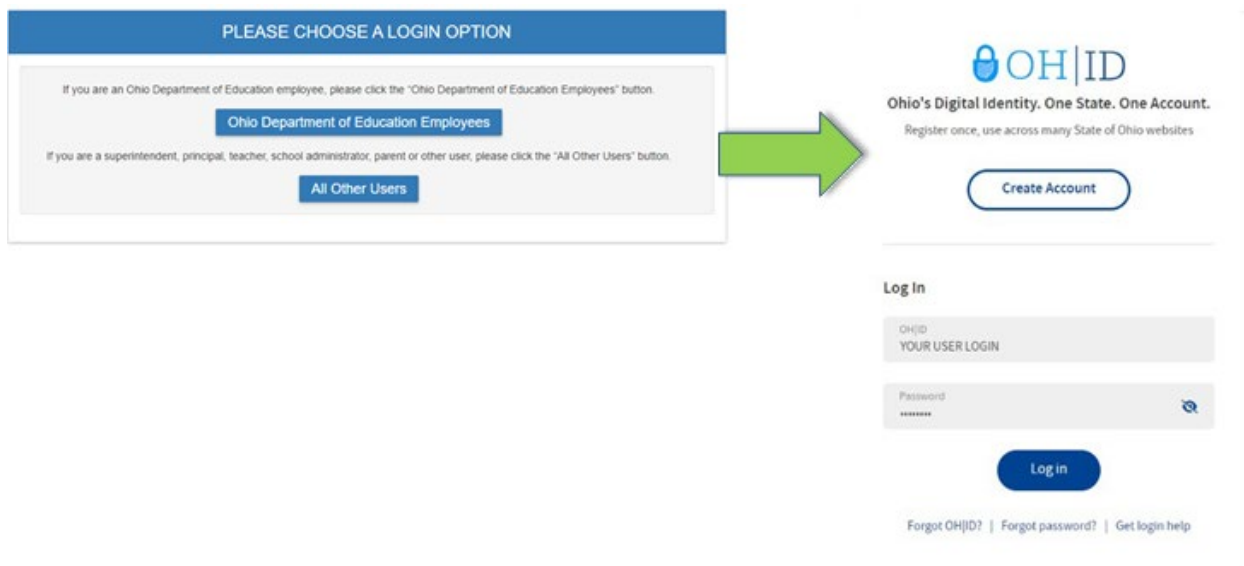 PLEASE CHOOSE A LOGIN OPTION
If you are an Ohio Department of Education employee, please click the "Ohio Department of Education Employees" button.
Ohio Department of Education Employees
If you are a superintendent, principal, teacher, school administrator, parent or other user, please click the "All Other Users" button.
All Other Users
OH|ID
Ohio's Digital Identity. One State. One Account.
Register once, use across many State of Ohio websites
Create Account
Log In
OH|ID
YOUR USER LOGIN
Password
••••••••
Log in
Forgot OH|ID? | Forgot password? | Get login help